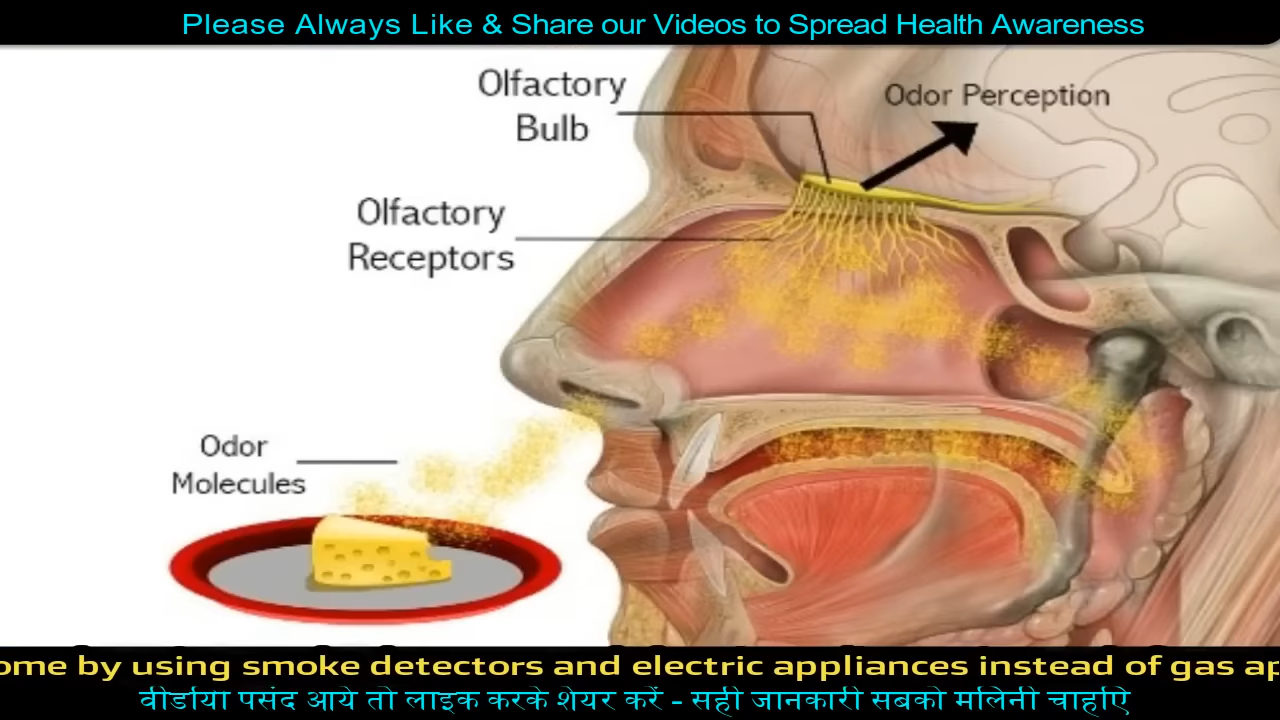 Please Always Like & Share our Videos to Spread Health Awareness
Olfactory
Bulb
Odor Perception
Olfactory
Receptors
Odor
Molecules
ome by using smoke detectors and electric appliances instead of gas ap
वीडीयो पसंद आये तो लाइक करके शेयर करें - सही जानकारी सबको मिलनी चाहिए